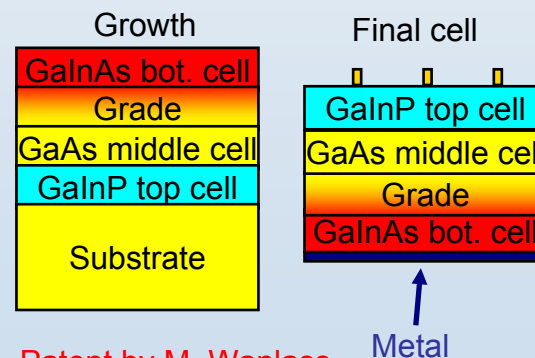 Growth
GaInAs bot. cell
Grade
GaAs middle cell
GaInP top cell
Substrate
Final cell
GaInP top cell
GaAs middle cel
Grade
GaInAs bot. cell
Metal
Patent by M. Wanlass